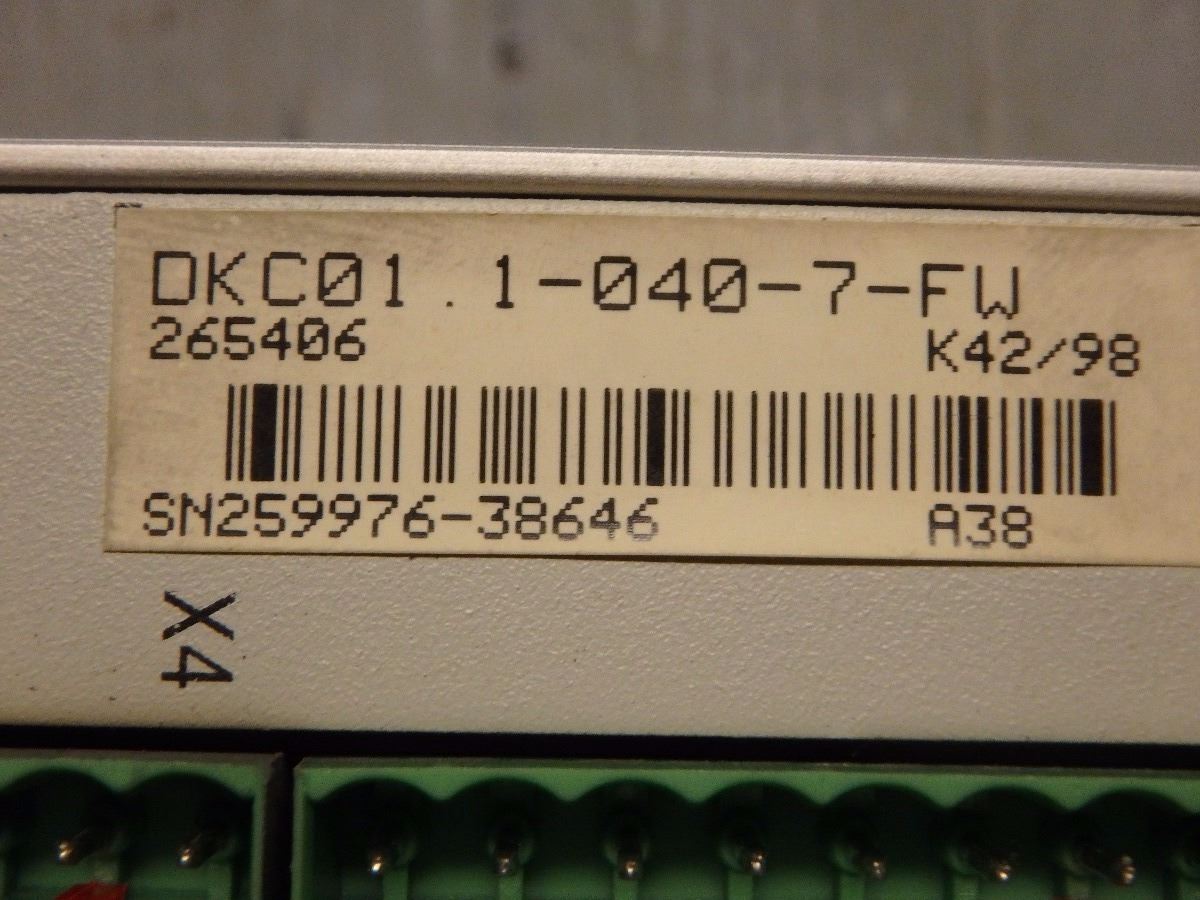 DKC01.1-040-7-FW
265406 K42/98
SN259976-38646 A38
X4